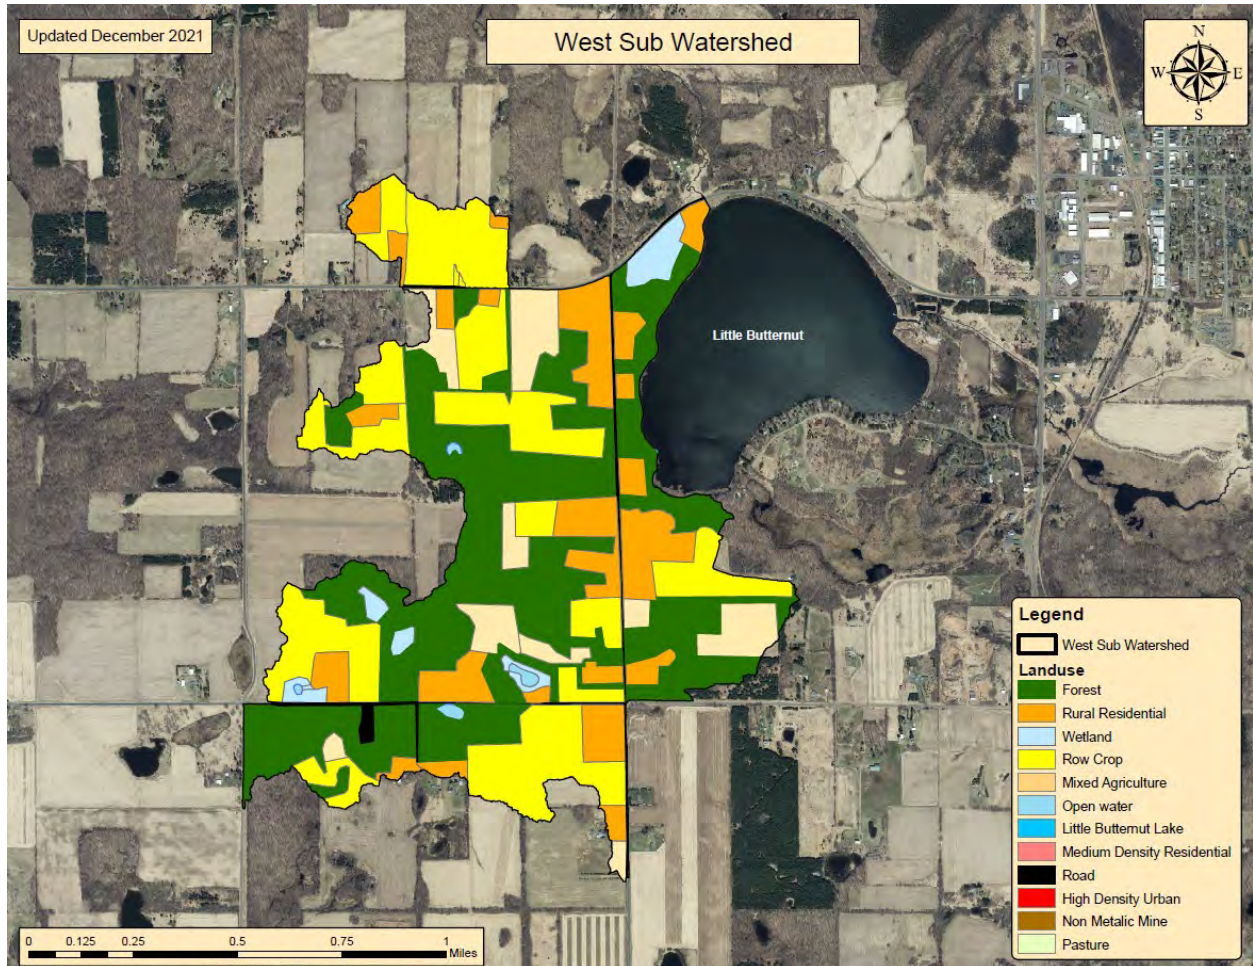 Updated December 2021
West Sub Watershed
N
W E
S
Little Butternut
Legend
West Sub Watershed
Landuse
Forest
Rural Residential
Wetland
Row Crop
Mixed Agriculture
Open water
Little Butternut Lake
Medium Density Residential
Road
High Density Urban
Non Metalic Mine
Pasture
0 0.125 0.25 0.5 0.75 1
Miles